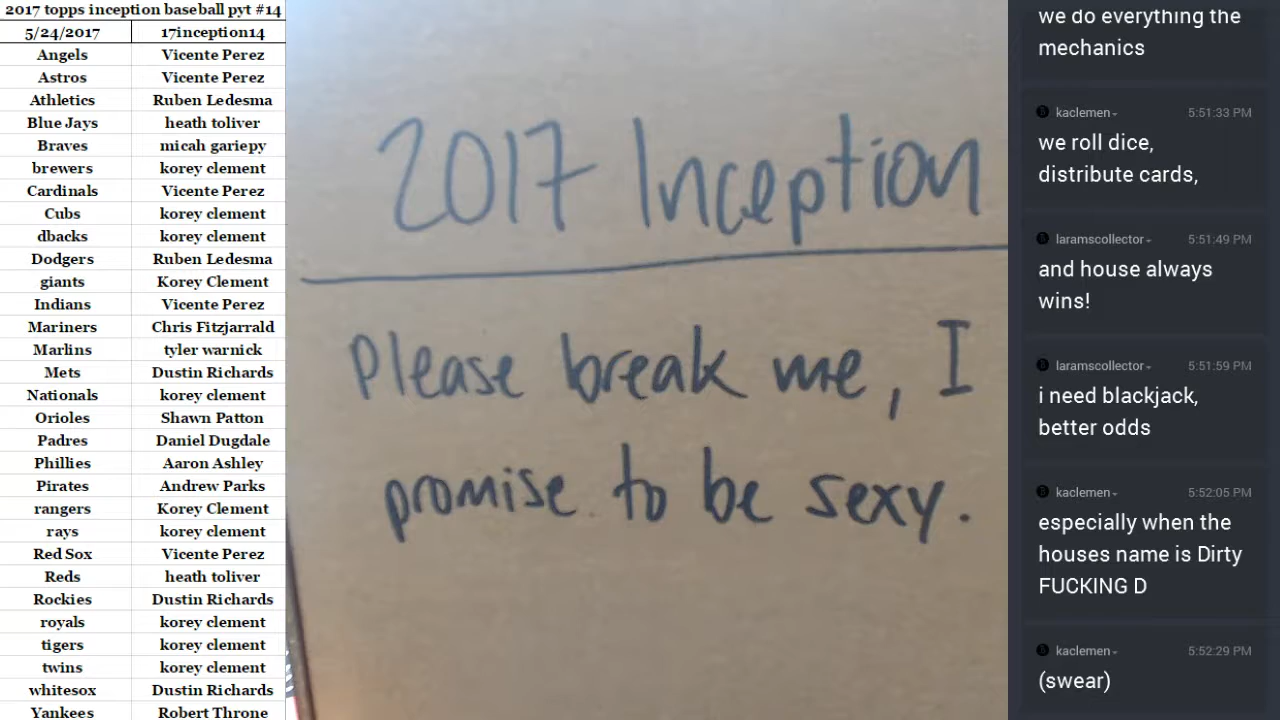 2017 topps inception baseball pyt #14
5/24/2017 17inception14
Angels Vicente Perez
Astros Vicente Perez
Athletics Ruben Ledesma
Blue Jays heath toliver
Braves micah gariepy
brewers korey clement
Cardinals Vicente Perez
Cubs korey clement
dbacks korey clement
Dodgers Ruben Ledesma
giants Korey Clement
Indians Vicente Perez
Mariners Chris Fitzjarrald
Marlins tyler warnick
Mets Dustin Richards
Nationals korey clement
Orioles Shawn Patton
Padres Daniel Dugdale
Phillies Aaron Ashley
Pirates Andrew Parks
rangers Korey Clement
rays korey clement
Red Sox Vicente Perez
Reds heath toliver
Rockies Dustin Richards
royals korey clement
tigers korey clement
twins korey clement
whitesox Dustin Richards
Yankees Robert Throne
2017 Inception
Please break me, I
promise to be sexy.
we do everything the
mechanics
kaclemen 5:51:33 PM
we roll dice,
distribute cards,
laramscollector 5:51:49 PM
and house always
wins!
laramscollector 5:51:59 PM
i need blackjack,
better odds
kaclemen 5:52:05 PM
especially when the
houses name is Dirty
FUCKING D
kaclemen 5:52:29 PM
(swear)